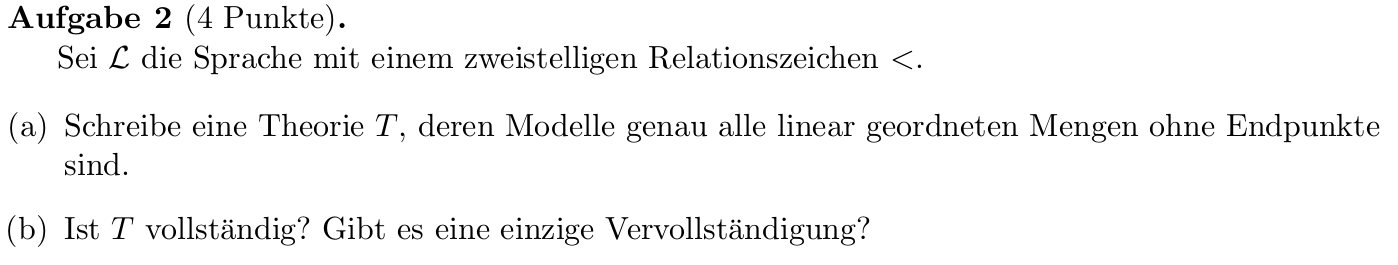 Aufgabe 2 (4 Punkte).
Sei ℒ die Sprache mit einem zweistelligen Relationszeichen <.
(a) Schreibe eine Theorie T, deren Modelle genau alle linear geordneten Mengen ohne Endpunkte
sind.
(b) Ist T vollständig? Gibt es eine einzige Vervollständigung?